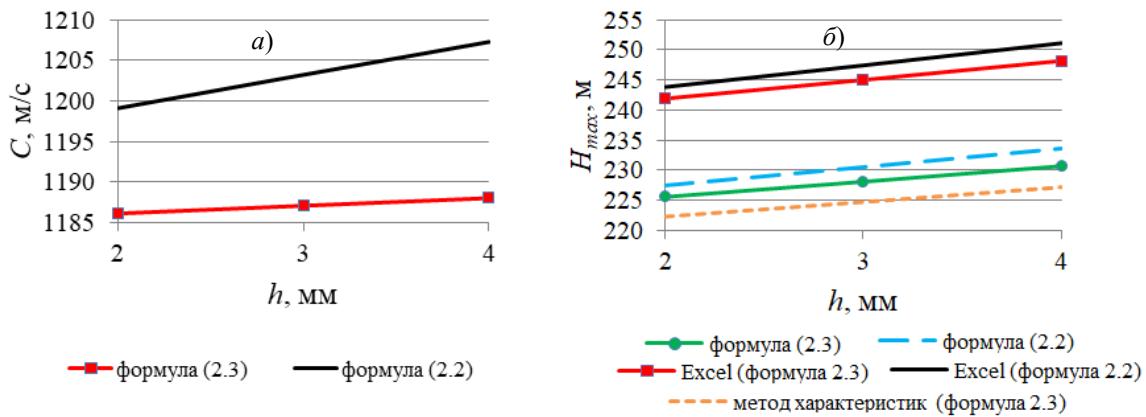 а)
1210
1205
1200
1195
1190
1185
C, м/с
2
3
4
h, мм
формула (2.3)
формула (2.2)
б)
255
250
245
240
235
230
225
220
H_max, м
2
3
4
h, мм
формула (2.3)
формула (2.2)
Excel (формула 2.3)
Excel (формула 2.2)
метод характеристик (формула 2.3)